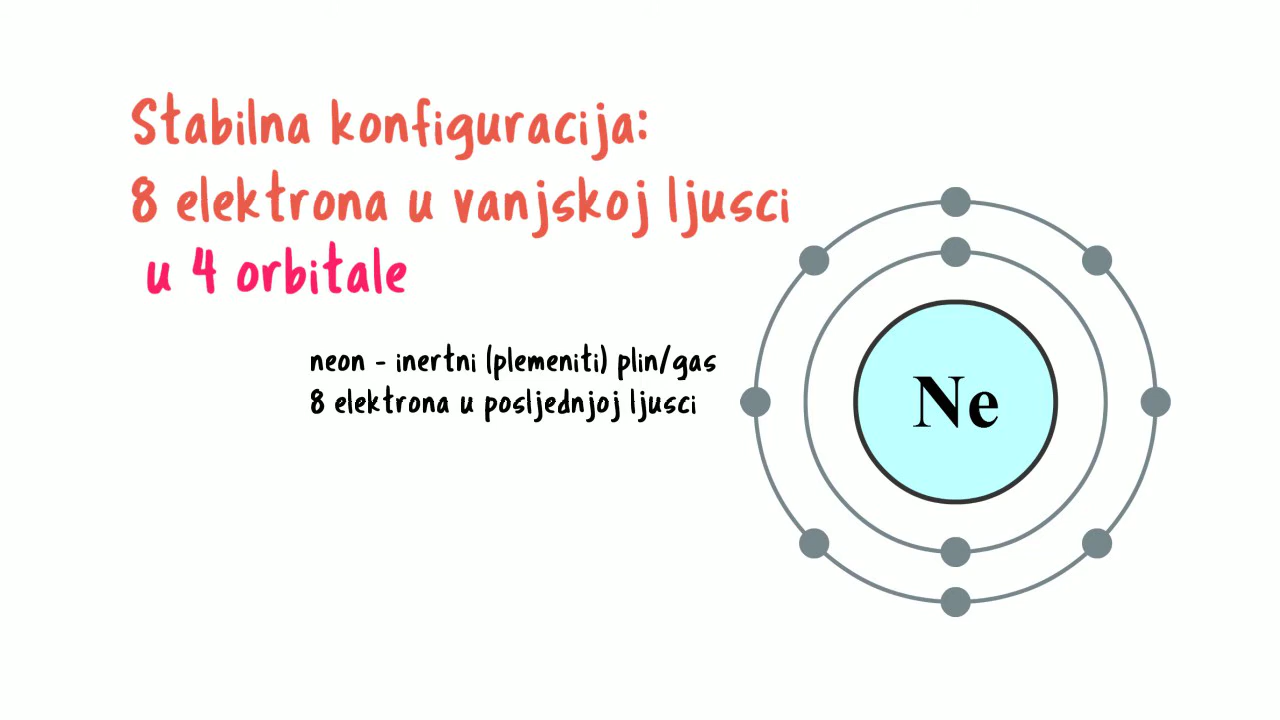 Stabilna konfiguracija:
8 elektrona u vanjskoj ljusci
u 4 orbitale
neon - inertni (plemeniti) plin/gas
8 elektrona u posljednjoj ljusci
Ne